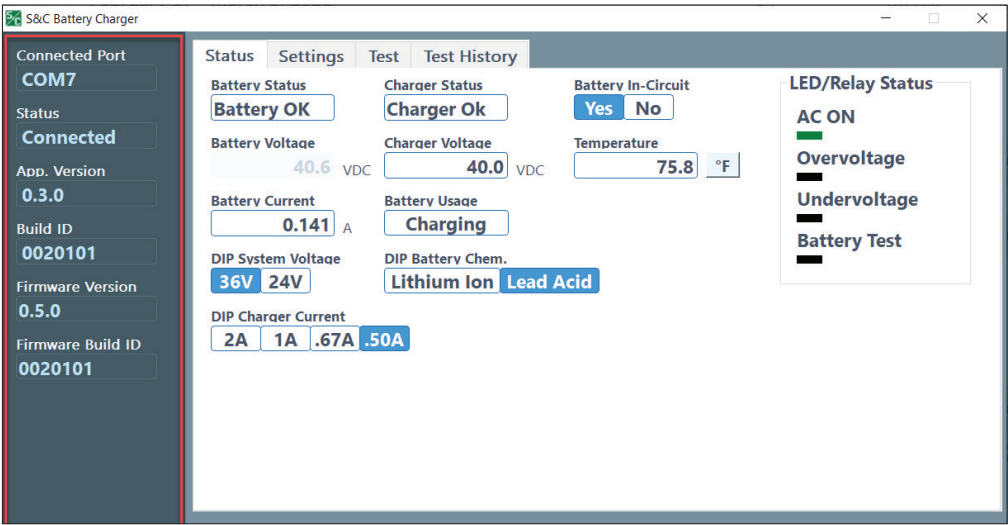 S&C Battery Charger
Connected Port
COM7
Status
Connected
App. Version
0.3.0
Build ID
0020101
Firmware Version
0.5.0
Firmware Build ID
0020101
Status Settings Test Test History
Battery Status Charger Status Battery In-Circuit
Battery OK Charger Ok Yes No
Battery Voltage Charger Voltage Temperature
40.6 VDC 40.0 VDC 75.8 °F
Battery Current Battery Usage
0.141 A Charging
DIP System Voltage DIP Battery Chem.
36V 24V Lithium Ion Lead Acid
DIP Charger Current
2A 1A .67A .50A
LED/Relay Status
AC ON
Overvoltage
Undervoltage
Battery Test